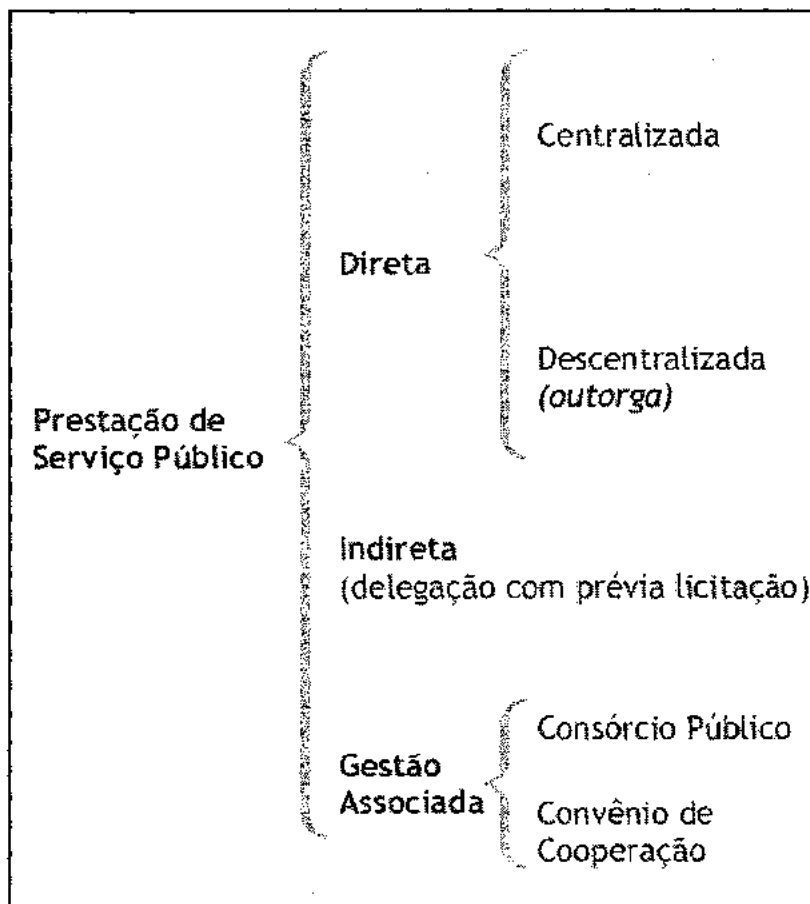 Prestação de
Serviço Público
Direta
Centralizada
Descentralizada
(outorga)
Indireta
(delegação com prévia licitação)
Gestão
Associada
Consórcio Público
Convênio de
Cooperação